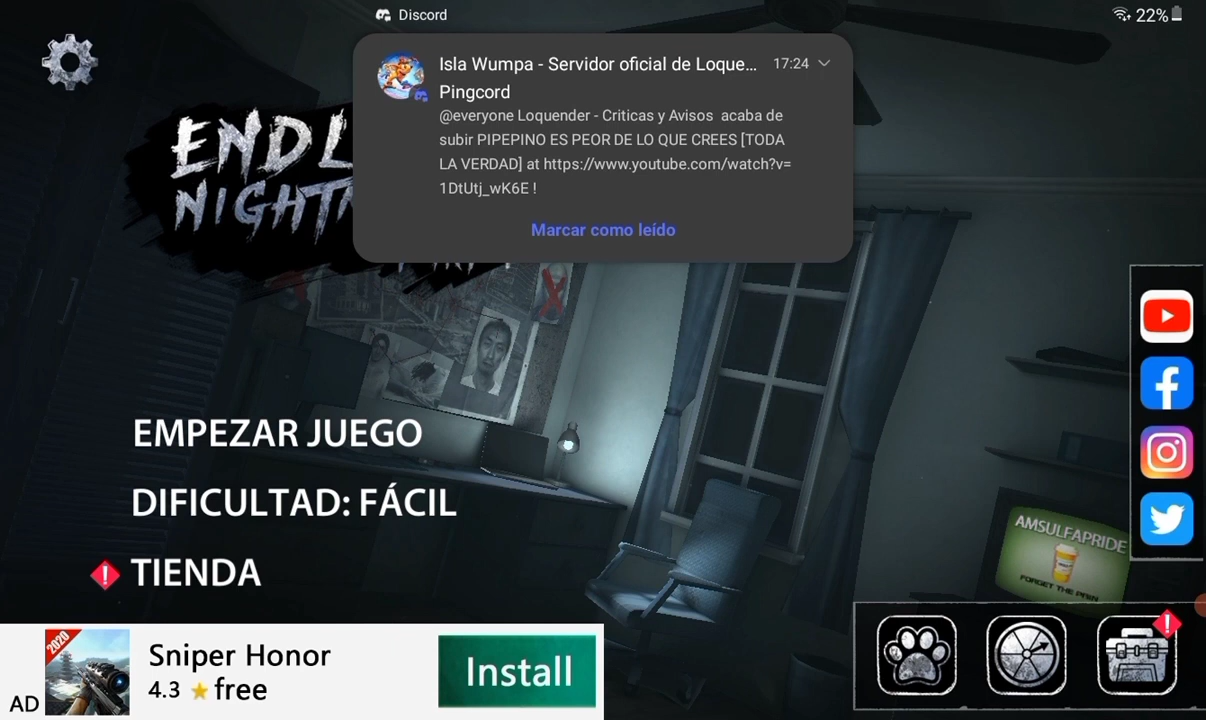 Discord
22%
Isla Wumpa - Servidor oficial de Loque... 17:24
Pingcord
@everyone Loquender - Criticas y Avisos acaba de
subir PIPEPINO ES PEOR DE LO QUE CREES [TODA
LA VERDAD] at https://www.youtube.com/watch?v=
1DtUtj_wK6E !
Marcar como leído
ENDL
NIGHT
EMPEZAR JUEGO
DIFICULTAD: FÁCIL
TIENDA
AMSULFAPRIDE
FORGET THE PAIN
2020
Sniper Honor
4.3 free
Install
AD